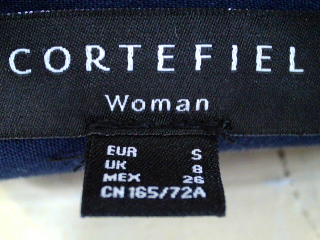 CORTEFIEL
Woman
EUR S
UK 8
MEX 26
CN 165/72A